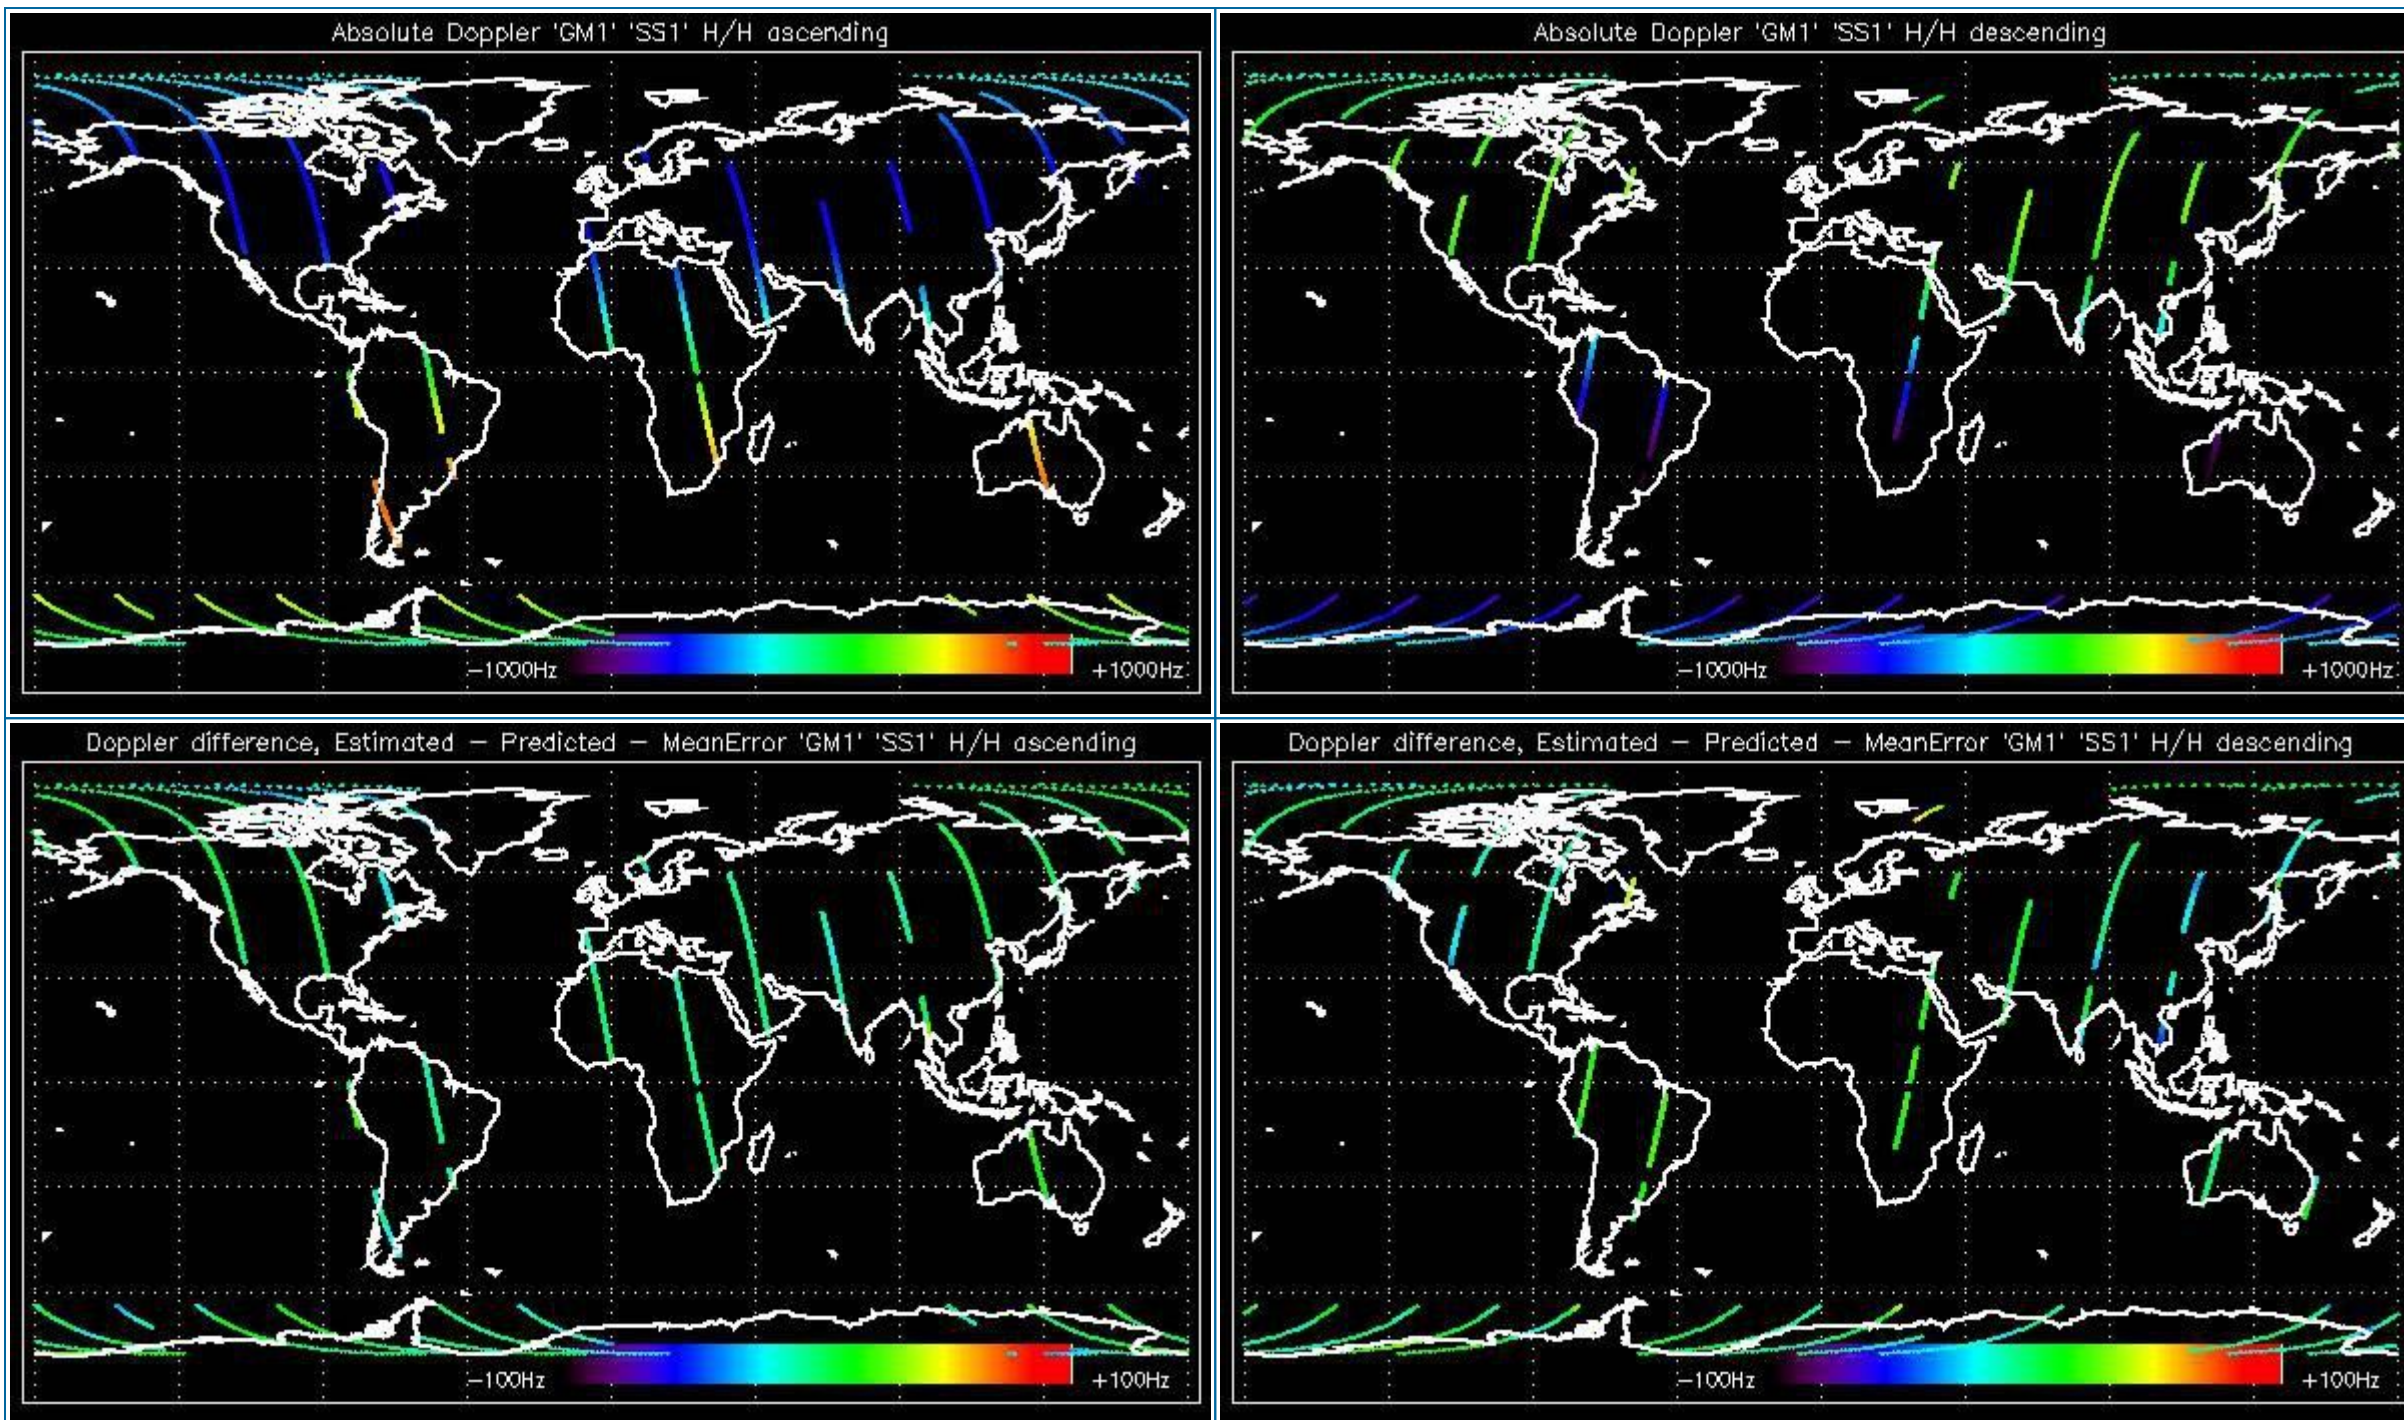 Absolute Doppler 'GM1' 'SS1' H/H ascending
−1000Hz
+1000Hz
Absolute Doppler 'GM1' 'SS1' H/H descending
−1000Hz
+1000Hz
Doppler difference, Estimated − Predicted − MeanError 'GM1' 'SS1' H/H ascending
−100Hz
+100Hz
Doppler difference, Estimated − Predicted − MeanError 'GM1' 'SS1' H/H descending
−100Hz
+100Hz